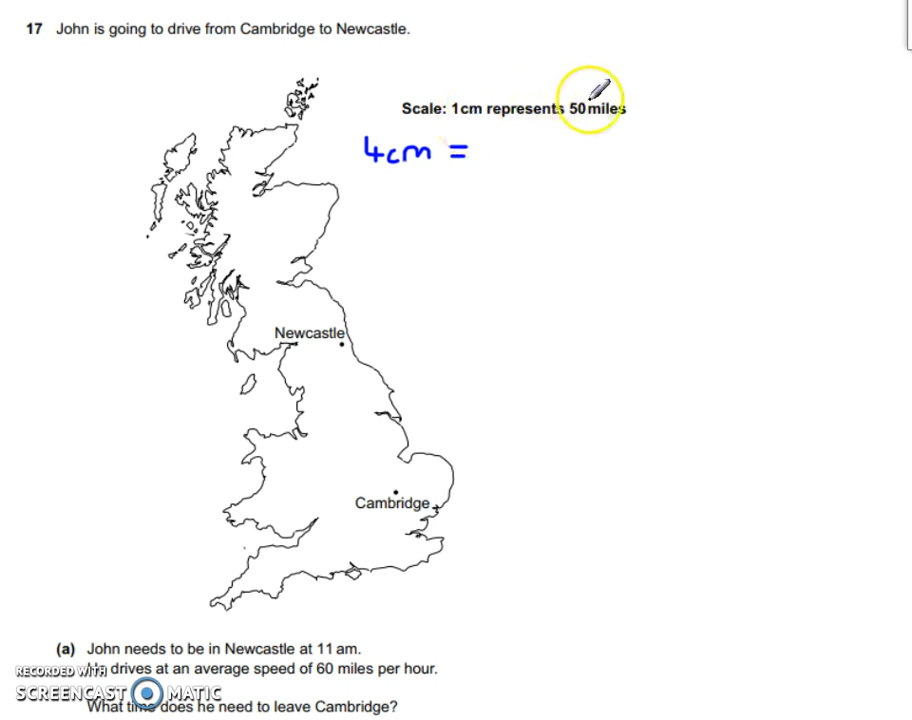 17 John is going to drive from Cambridge to Newcastle.
Scale: 1cm represents 50 miles
4cm =
Newcastle
Cambridge
(a) John needs to be in Newcastle at 11 am.
drives at an average speed of 60 miles per hour.
RECORDED WITH
SCREENCAST MATIC
What time does he need to leave Cambridge?